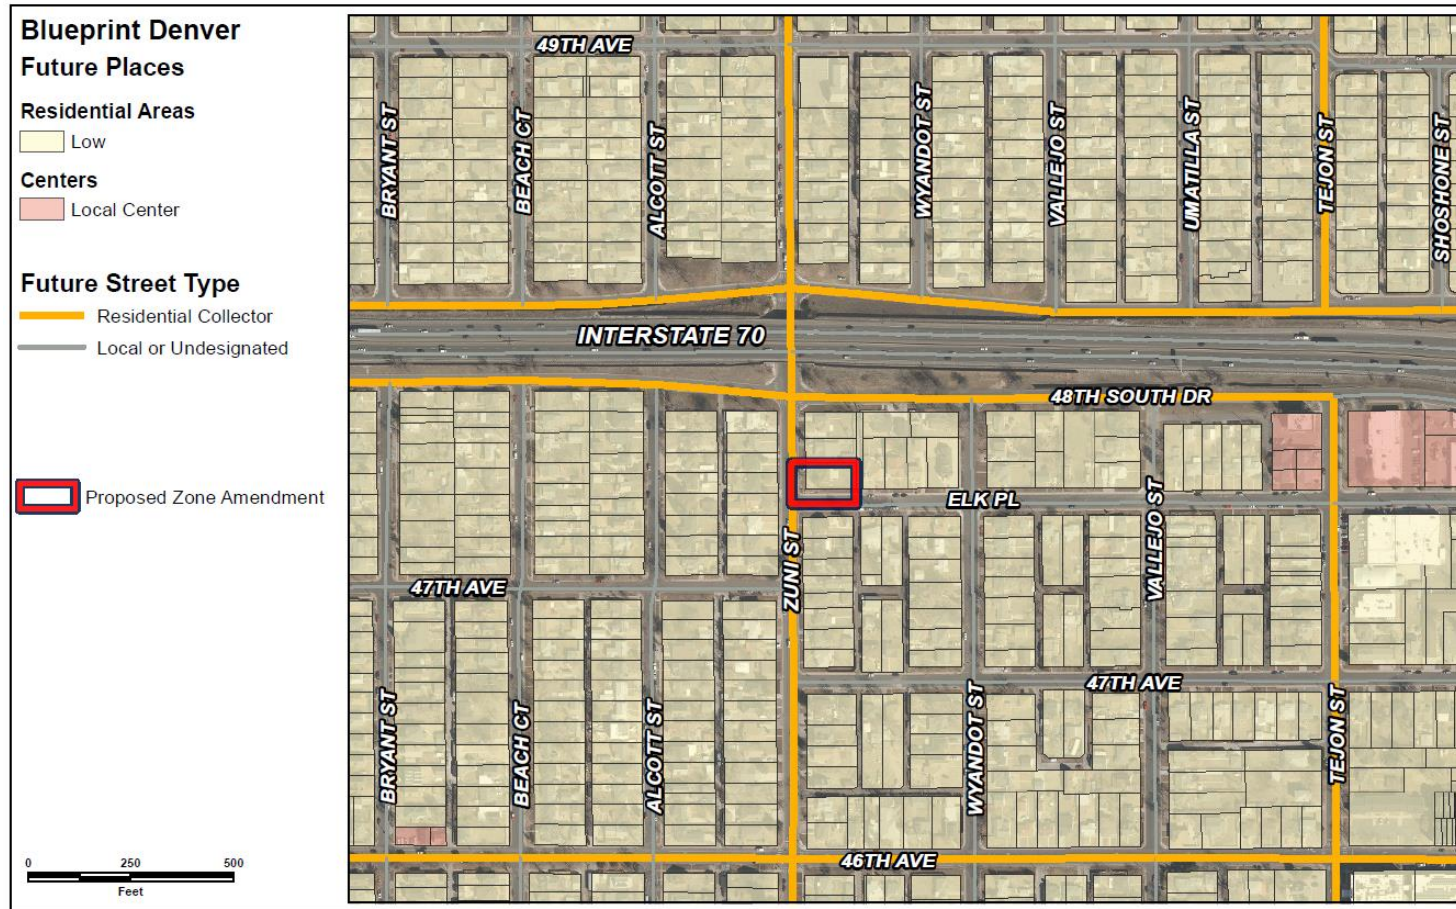 Blueprint Denver
Future Places
Residential Areas
Low
Centers
Local Center
Future Street Type
Residential Collector
Local or Undesignated
Proposed Zone Amendment
0 250 500
Feet
49TH AVE
BRYANT ST
BEACH CT
ALCOTT ST
WYANDOT ST
VALLEJO ST
UMATILLA ST
TEJON ST
SHOSHONE ST
INTERSTATE 70
48TH SOUTH DR
ELK PL
ZUNI ST
VALLEJO ST
47TH AVE
47TH AVE
BRYANT ST
BEACH CT
ALCOTT ST
WYANDOT ST
TEJON ST
46TH AVE